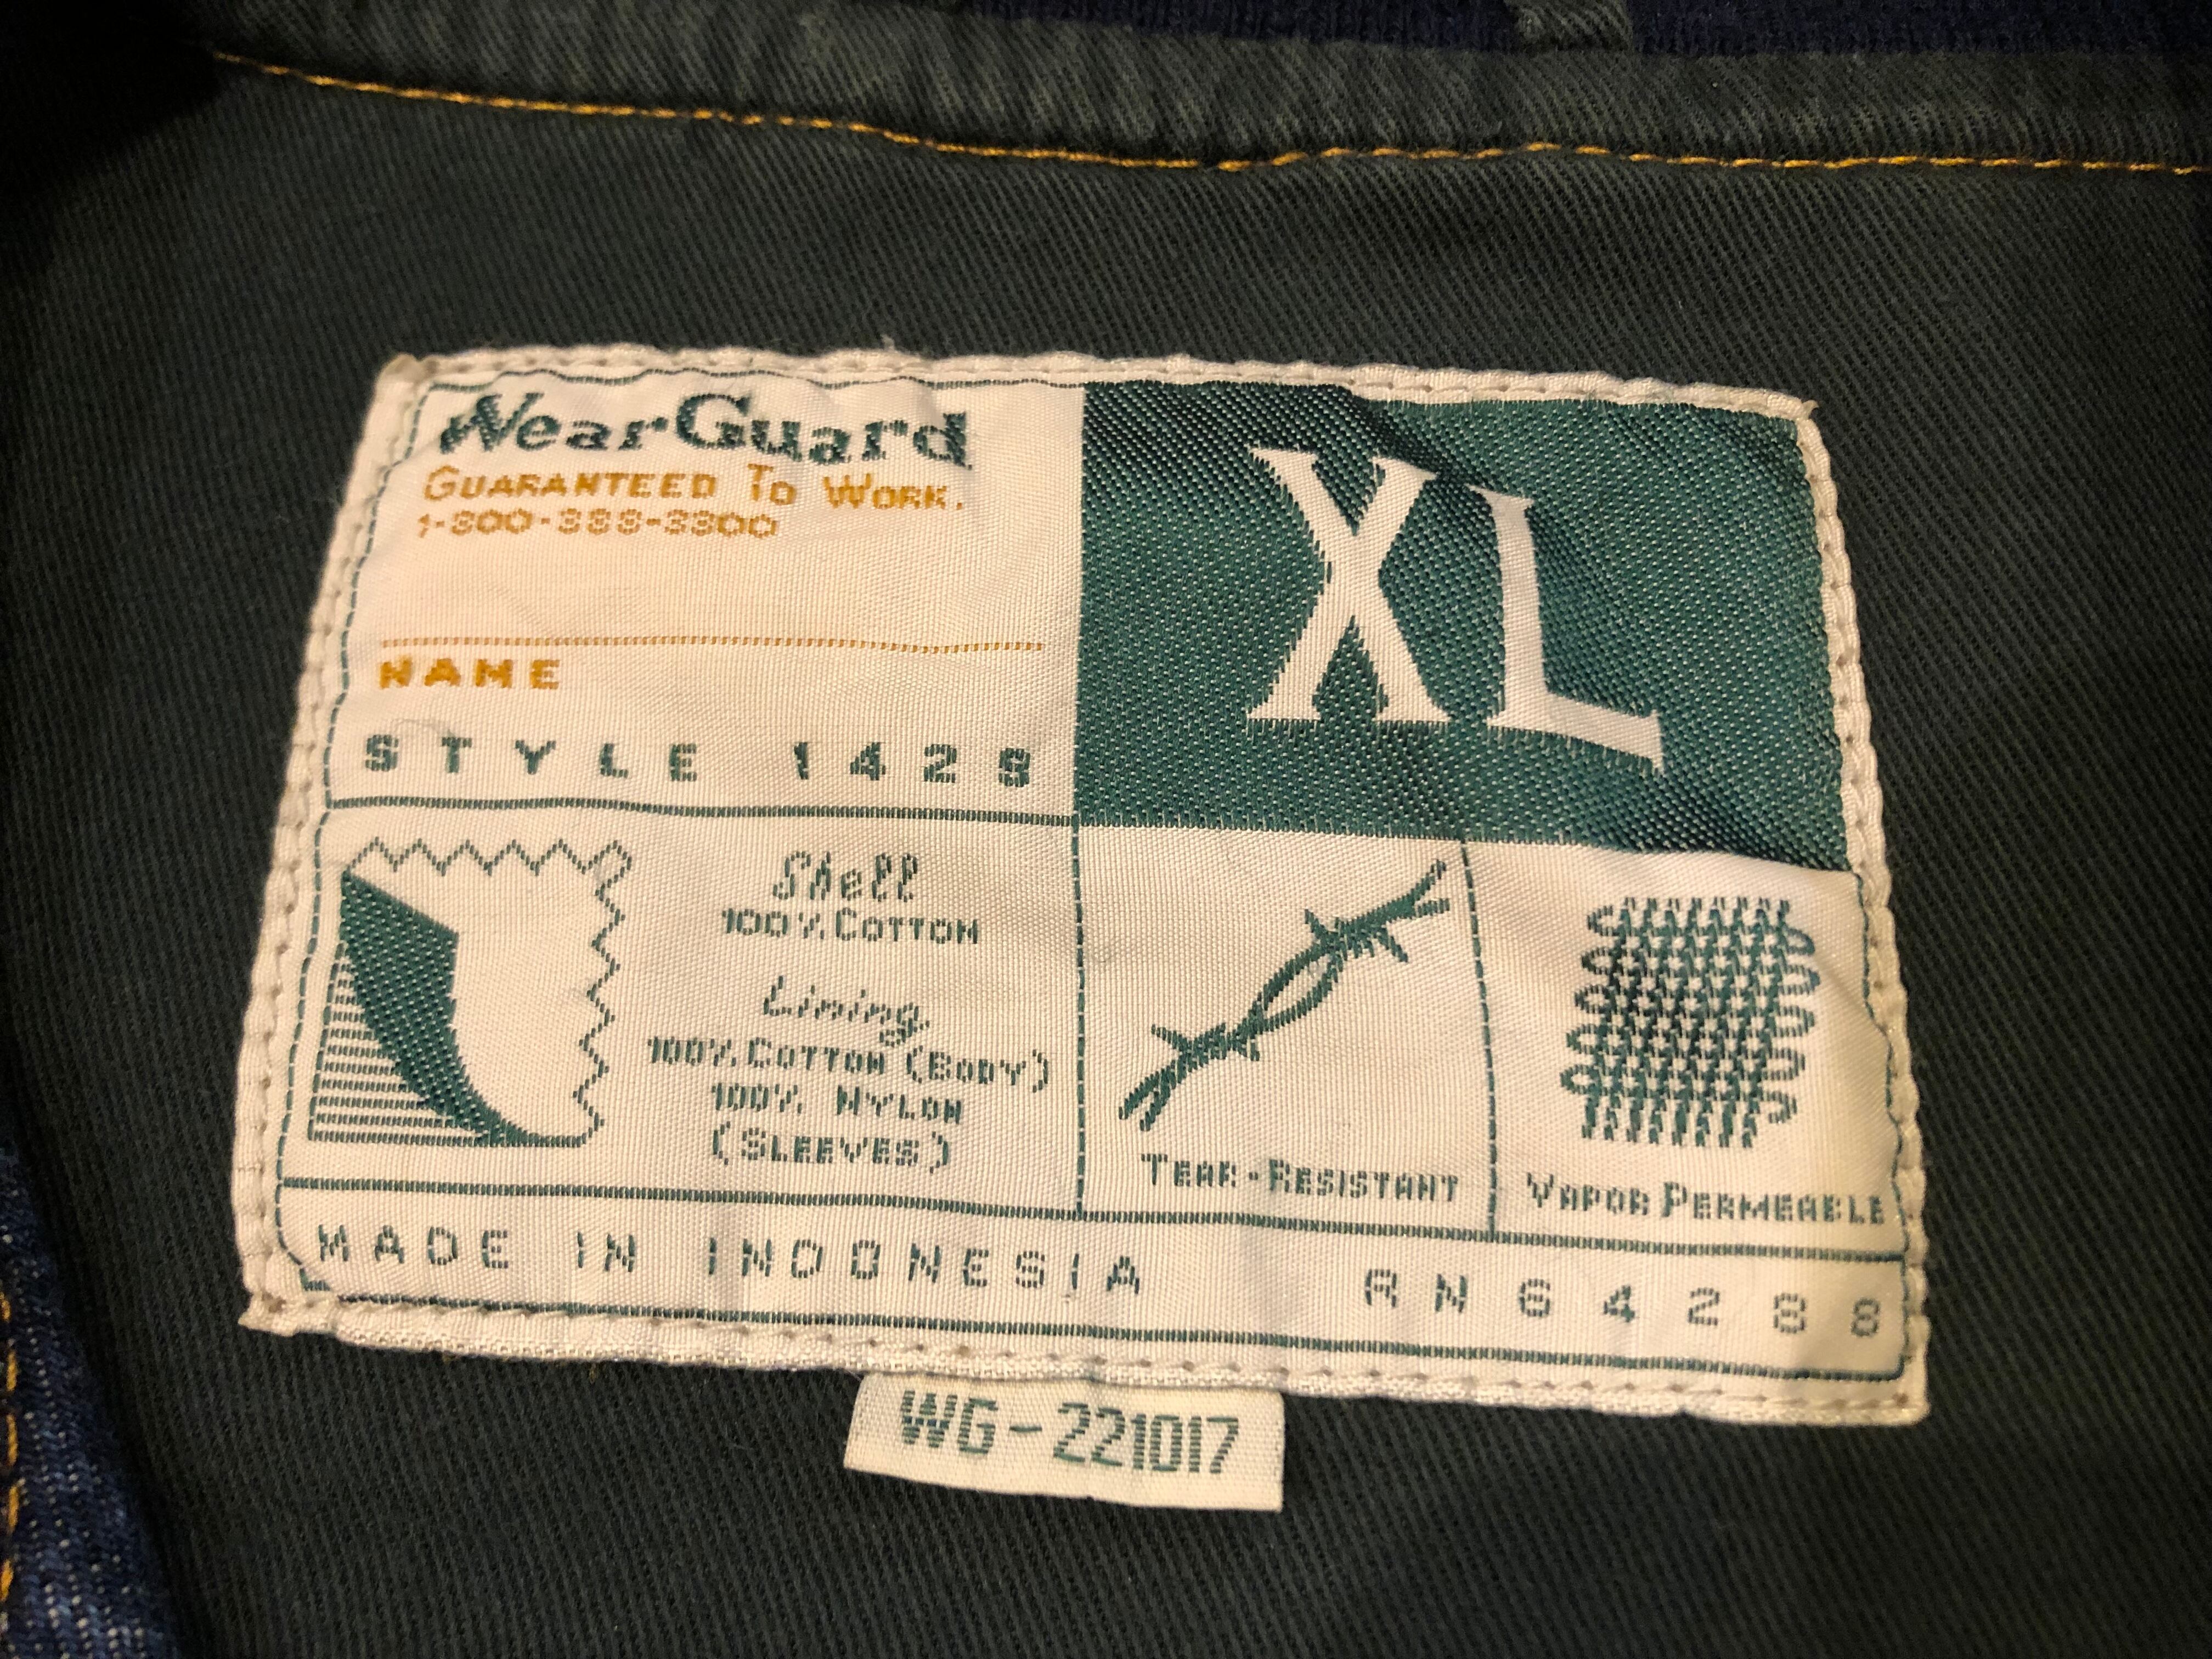 WearGuard
GUARANTEED TO WORK.
1-800-388-3300
NAME
STYLE 1428
XL
Shell
100% COTTON
Lining
100% COTTON (BODY)
100% NYLON
(SLEEVES)
TEAR-RESISTANT
VAPOR PERMEABLE
MADE IN INDONESIA
RN 64288
WG-221017